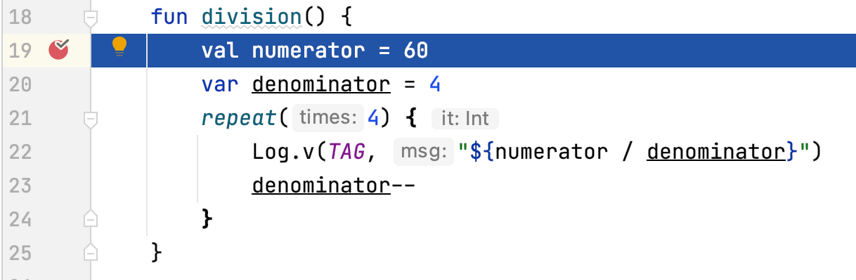 18 fun division() {
19 val numerator = 60
20 var denominator = 4
21 repeat( times: 4) { it: Int
22 Log.v(TAG, msg: "${numerator / denominator}")
23 denominator--
24 }
25 }